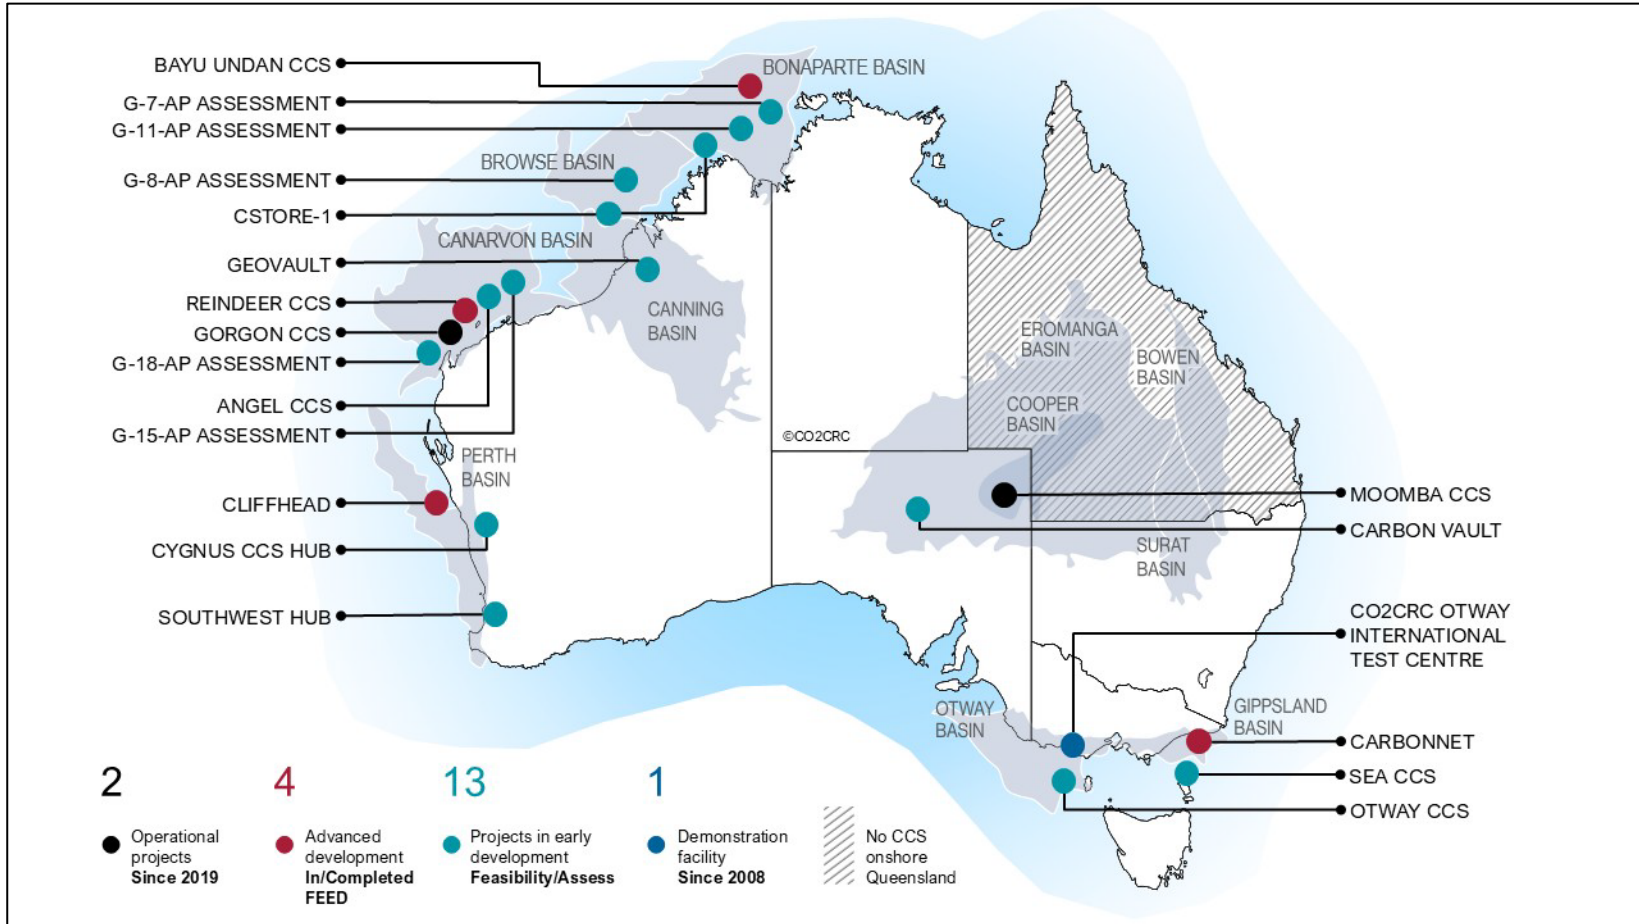 BAYU UNDAN CCS
G-7-AP ASSESSMENT
G-11-AP ASSESSMENT
G-8-AP ASSESSMENT
CSTORE-1
GEOVAULT
REINDEER CCS
GORGON CCS
G-18-AP ASSESSMENT
ANGEL CCS
G-15-AP ASSESSMENT
CLIFFHEAD
CYGNUS CCS HUB
SOUTHWEST HUB
BONAPARTE BASIN
BROWSE BASIN
CANARVON BASIN
CANNING
BASIN
PERTH
BASIN
©CO2CRC
EROMANGA
BASIN
BOWEN
BASIN
COOPER
BASIN
SURAT
BASIN
OTWAY
BASIN
GIPPSLAND
BASIN
MOOMBA CCS
CARBON VAULT
CO2CRC OTWAY
INTERNATIONAL
TEST CENTRE
CARBONNET
SEA CCS
OTWAY CCS
2
Operational
projects
Since 2019
4
Advanced
development
In/Completed
FEED
13
Projects in early
development
Feasibility/Assess
1
Demonstration
facility
Since 2008
No CCS
onshore
Queensland